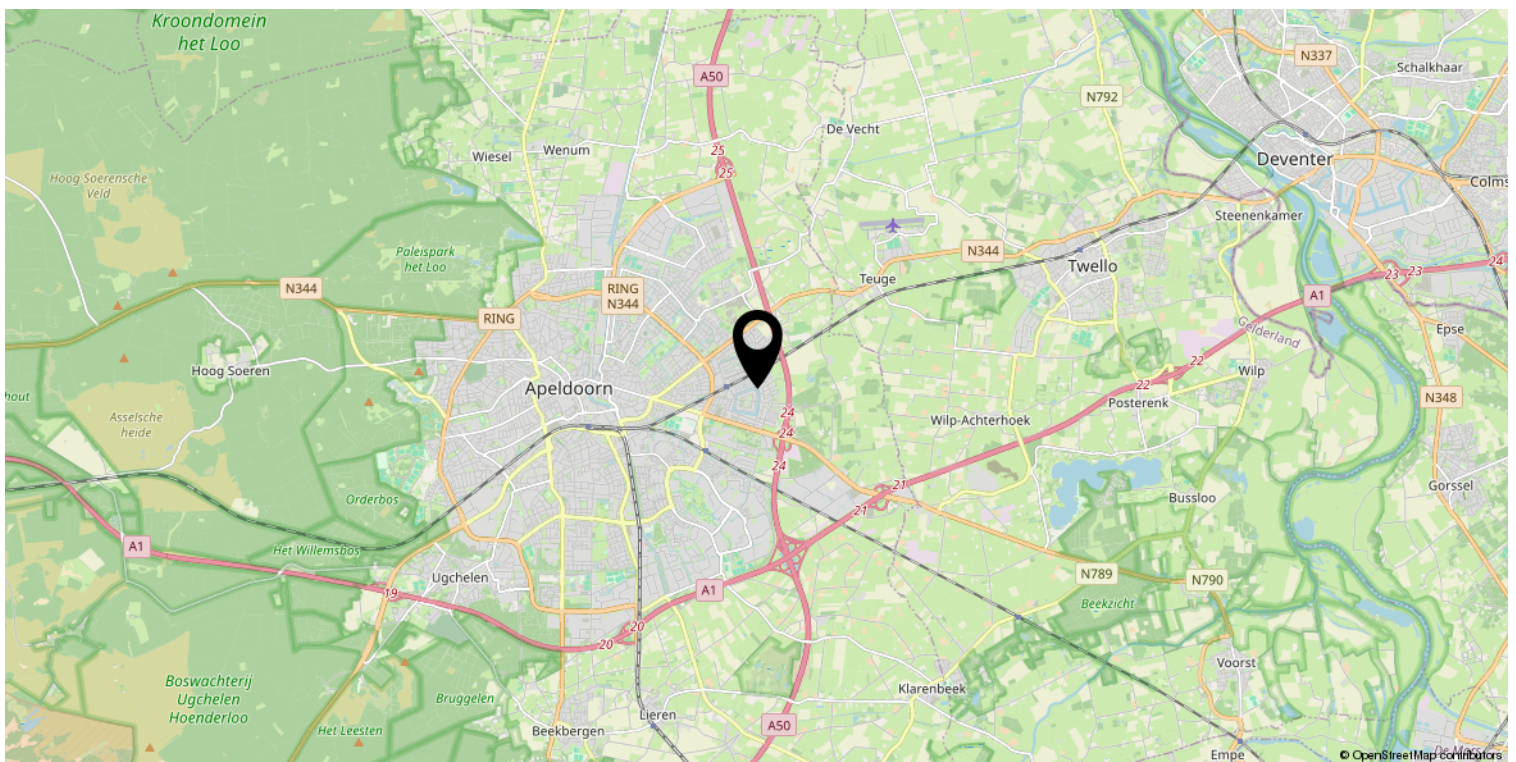 Kroondomein
het Loo
A50
N337
Schalkhaar
N792
De Vecht
Wiesel
Wenum
25
25
Deventer
Hoog Soerensche
Veld
Colms
Steenenkamer
Paleispark
het Loo
N344
Twello
Teuge
23
23
24
N344
RING
N344
A1
RING
Gelderland
Epse
Hoog Soeren
22
22
Wilp
hout
Apeldoorn
Posterenk
N348
Asselsche
heide
24
24
24
Wilp-Achterhoek
21
21
Gorssel
Orderbos
Bussloo
A1
Het Willemsbos
Ugchelen
N789
N790
19
A1
Beekzicht
20
20
Voorst
Boswachterij
Ugchelen
Hoenderloo
Klarenbeek
Bruggelen
Lieren
Het Leesten
Beekbergen
A50
Empe
© OpenStreetMap contributors